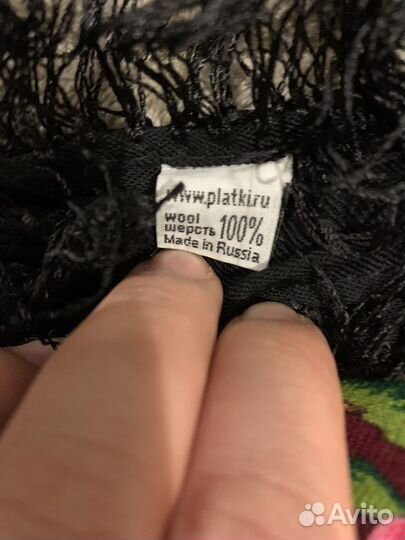 www.platki.ru
wool
шерсть 100%
Made in Russia
Avito